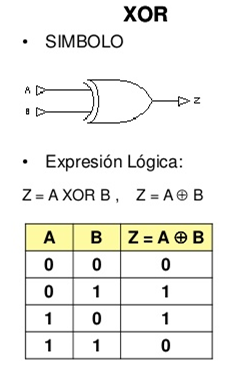 XOR
• SIMBOLO
A
B
Z
• Expresión Lógica:
Z = A XOR B , Z = A ⊕ B
A B Z = A ⊕ B
0 0 0
0 1 1
1 0 1
1 1 0